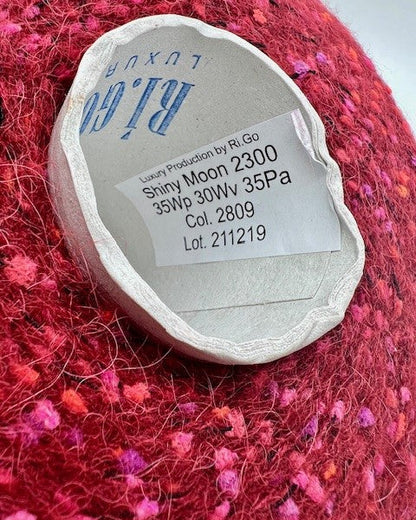 Ri.Go
LUXUR
Luxury Production by Ri.Go
Shiny Moon 2300
35Wp 30Wv 35Pa
Col. 2809
Lot. 211219